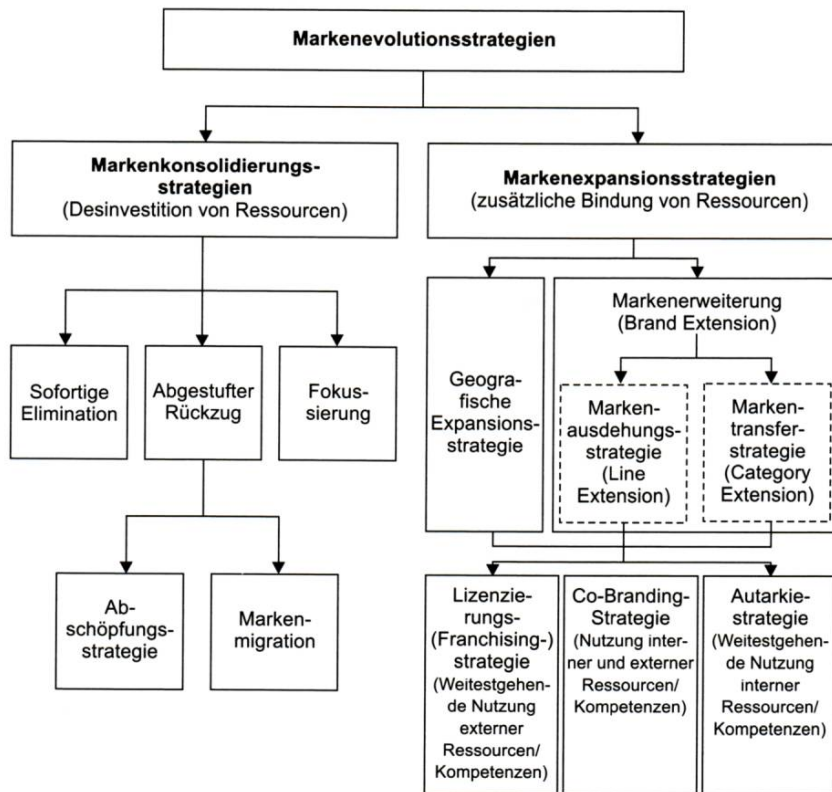 Markenevolutionsstrategien
Markenkonsolidierungs-
strategien
(Desinvestition von Ressourcen)
Markenexpansionsstrategien
(zusätzliche Bindung von Ressourcen)
Sofortige
Elimination
Abgestufter
Rückzug
Fokus-
sierung
Ab-
schöpfungs-
strategie
Marken-
migration
Geogra-
fische
Expansions-
strategie
Markenerweiterung
(Brand Extension)
Marken-
ausdehungs-
strategie
(Line
Extension)
Marken-
transfer-
strategie
(Category
Extension)
Lizenzie-
rungs-
(Franchising-)
strategie
(Weitestgehen-
de Nutzung
externer
Ressourcen/
Kompetenzen)
Co-Branding-
Strategie
(Nutzung inter-
ner und externer
Ressourcen/
Kompetenzen)
Autarkie-
strategie
(Weitestgehen-
de Nutzung
interner
Ressourcen/
Kompetenzen)